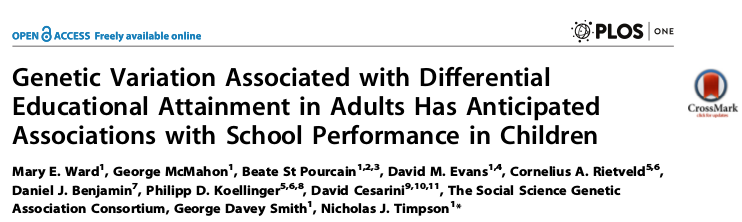 OPEN ACCESS Freely available online
PLOS ONE
Genetic Variation Associated with Differential
Educational Attainment in Adults Has Anticipated
Associations with School Performance in Children
CrossMark
click for updates
Mary E. Ward1, George McMahon1, Beate St Pourcain1,2,3, David M. Evans1,4, Cornelius A. Rietveld5,6,
Daniel J. Benjamin7, Philipp D. Koellinger5,6,8, David Cesarini9,10,11, The Social Science Genetic
Association Consortium, George Davey Smith1, Nicholas J. Timpson1*